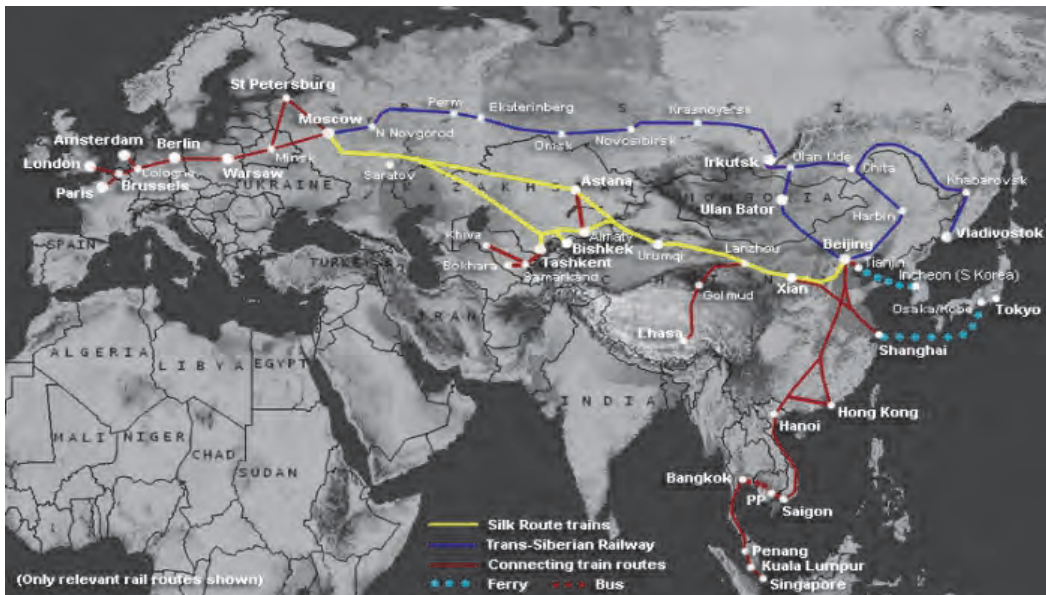 St Petersburg
Perm
Ekaterinberg
Krasnoyarsk
R
S
I
A
Moscow
N Novgorod
Omsk
Novosibirsk
Amsterdam
Berlin
London
Cologne
Minsk
Warsaw
Brussels
Paris
Irkutsk
Ulan Ude
Chita
Saratov
UKRAINE
KAZAKH
Astana
Ulan Bator
OLIA
Khabarovsk
Harbin
Vladivostok
SPAIN
TURKEY
Khiva
Almaty
Bishkek
Urumqi
Lanzhou
Beijing
Tianjin
Bokhara
Tashkent
Samarkand
Incheon (S Korea)
Golmud
Xian
Osaka/Kobe
Tokyo
IRAN
Lhasa
Shanghai
ALGERIA
LIBYA
EGYPT
INDIA
Hong Kong
Hanoi
MALI
NIGER
CHAD
SUDAN
Bangkok
PP
Saigon
Silk Route trains
Trans-Siberian Railway
Connecting train routes
Ferry
Bus
Penang
Kuala Lumpur
Singapore
(Only relevant rail routes shown)